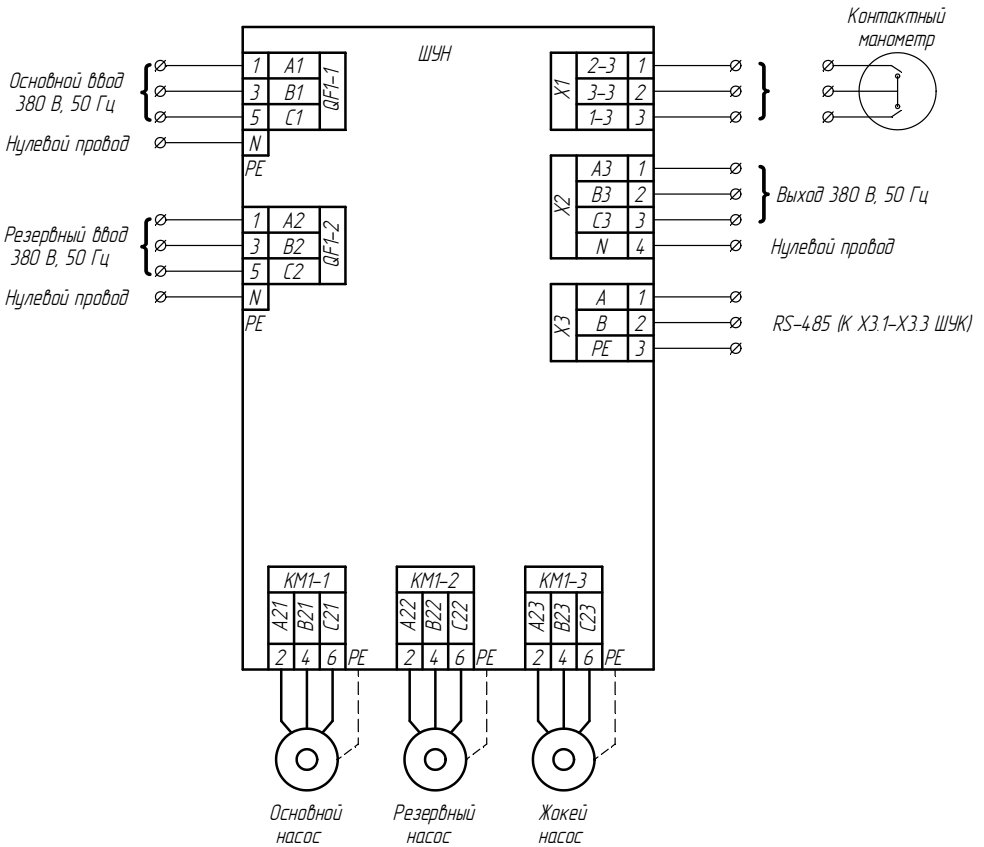 ШУН
Контактный
манометр
Основной ввод
380 В, 50 Гц
1 A1
3 B1
5 C1
QF1-1
Нулевой провод
N
PE
Резервный ввод
380 В, 50 Гц
1 A2
3 B2
5 C2
QF1-2
Нулевой провод
N
PE
X1
2-3 1
3-3 2
1-3 3
X2
A3 1
B3 2
C3 3
N 4
Выход 380 В, 50 Гц
Нулевой провод
X3
A 1
B 2
PE 3
RS-485 (К X3.1-X3.3 ШУК)
KM1-1
A21 B21 C21
2 4 6 PE
KM1-2
A22 B22 C22
2 4 6 PE
KM1-3
A23 B23 C23
2 4 6 PE
Основной
насос
Резервный
насос
Жокей
насос